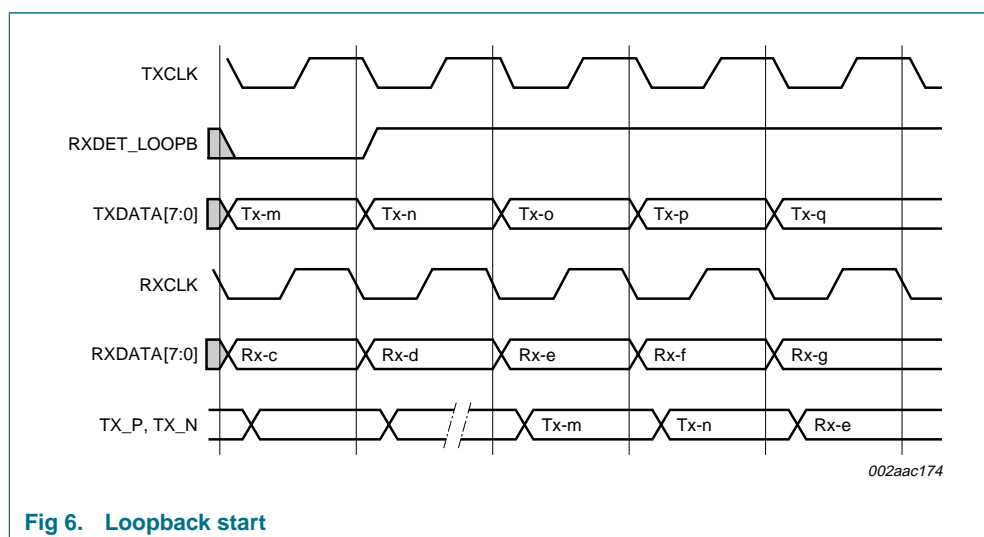 TXCLK
RXDET_LOOPB
TXDATA[7:0] Tx-m Tx-n Tx-o Tx-p Tx-q
RXCLK
RXDATA[7:0] Rx-c Rx-d Rx-e Rx-f Rx-g
TX_P, TX_N Tx-m Tx-n Rx-e
002aac174
Fig 6. Loopback start